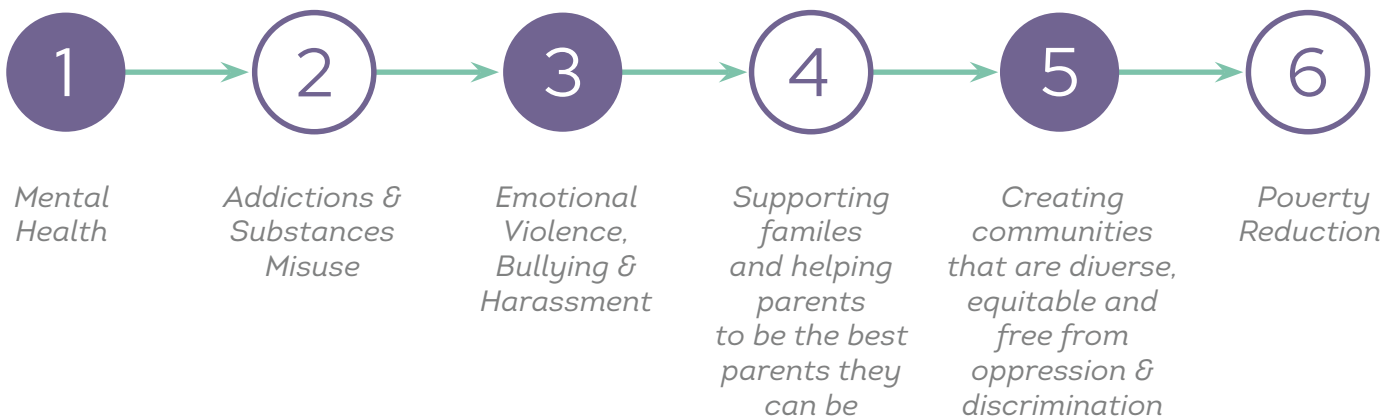 1
2
3
4
5
6
Mental
Health
Addictions &
Substances
Misuse
Emotional
Violence,
Bullying &
Harassment
Supporting
familes
and helping
parents
to be the best
parents they
can be
Creating
communities
that are diverse,
equitable and
free from
oppression &
discrimination
Poverty
Reduction